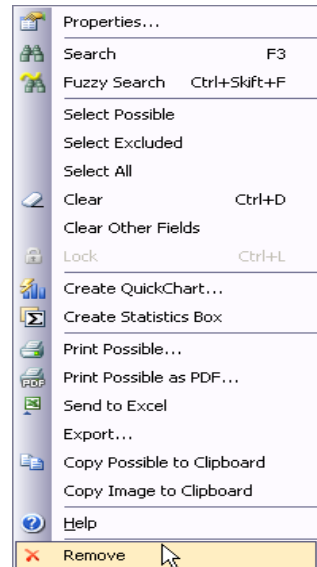 Properties...
Search F3
Fuzzy Search Ctrl+Skift+F
Select Possible
Select Excluded
Select All
Clear Ctrl+D
Clear Other Fields
Lock Ctrl+L
Create QuickChart...
Create Statistics Box
Print Possible...
Print Possible as PDF...
Send to Excel
Export...
Copy Possible to Clipboard
Copy Image to Clipboard
Help
Remove